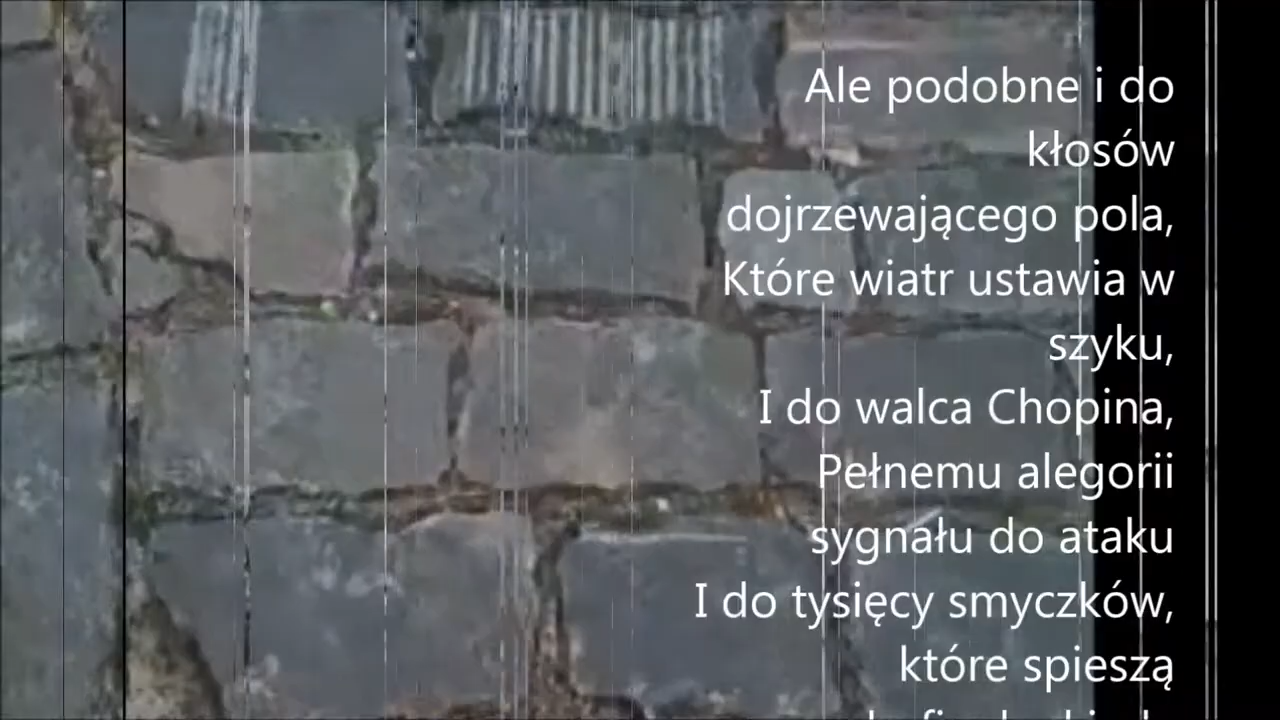 Ale podobne i do
kłosów
dojrzewającego pola,
Które wiatr ustawia w
szyku,
I do walca Chopina,
Pełnemu alegorii
sygnału do ataku
I do tysięcy smyczków,
które spieszą